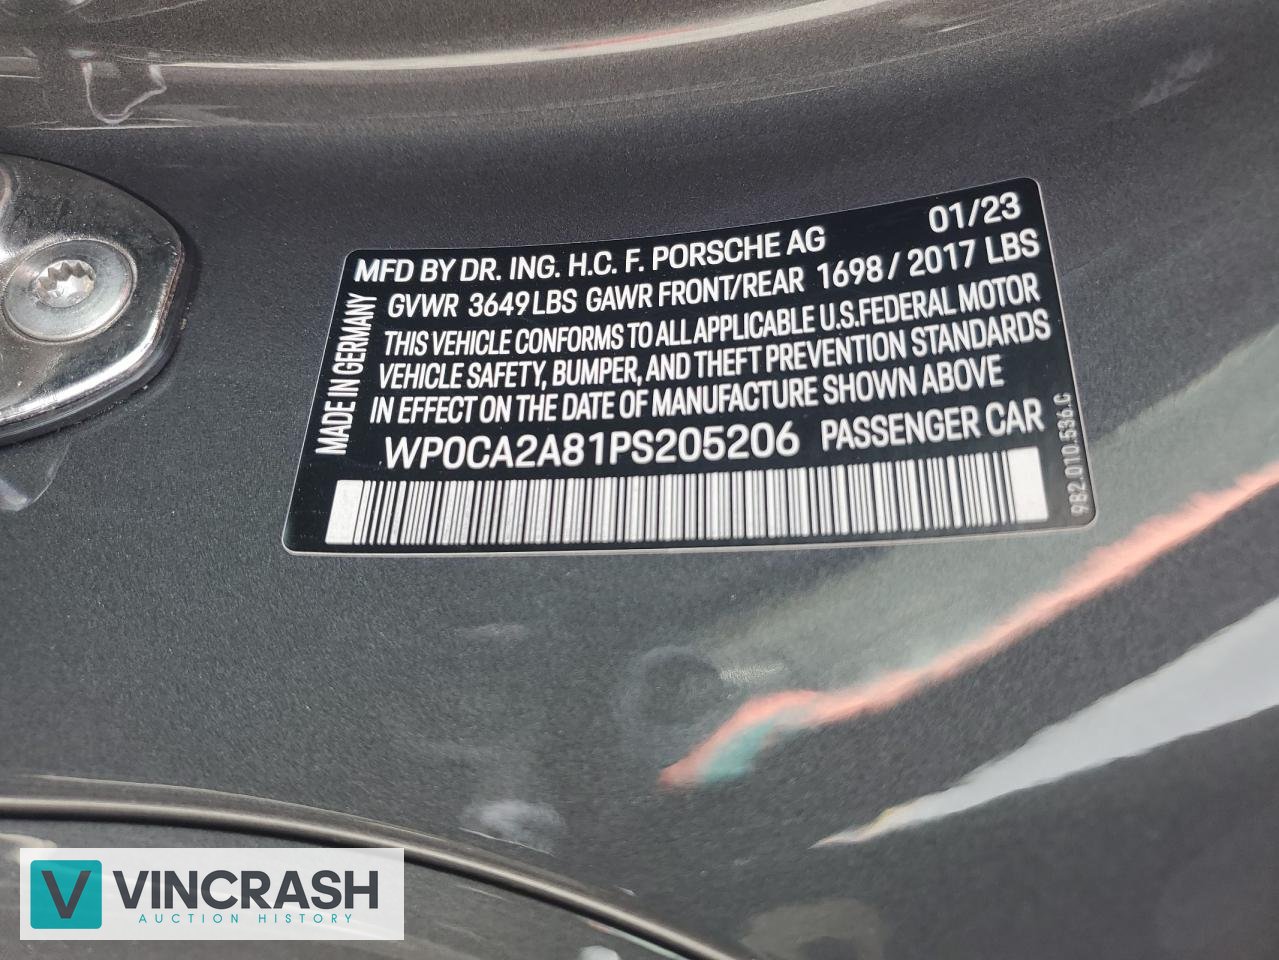 MFD BY DR. ING. H.C. F. PORSCHE AG 01/23
GVWR 3649LBS GAWR FRONT/REAR 1698/2017 LBS
THIS VEHICLE CONFORMS TO ALL APPLICABLE U.S.FEDERAL MOTOR
VEHICLE SAFETY, BUMPER, AND THEFT PREVENTION STANDARDS
IN EFFECT ON THE DATE OF MANUFACTURE SHOWN ABOVE
WP0CA2A81PS205206 PASSENGER CAR
MADE IN GERMANY
9B2.010.536.C
V VINCRASH
AUCTION HISTORY